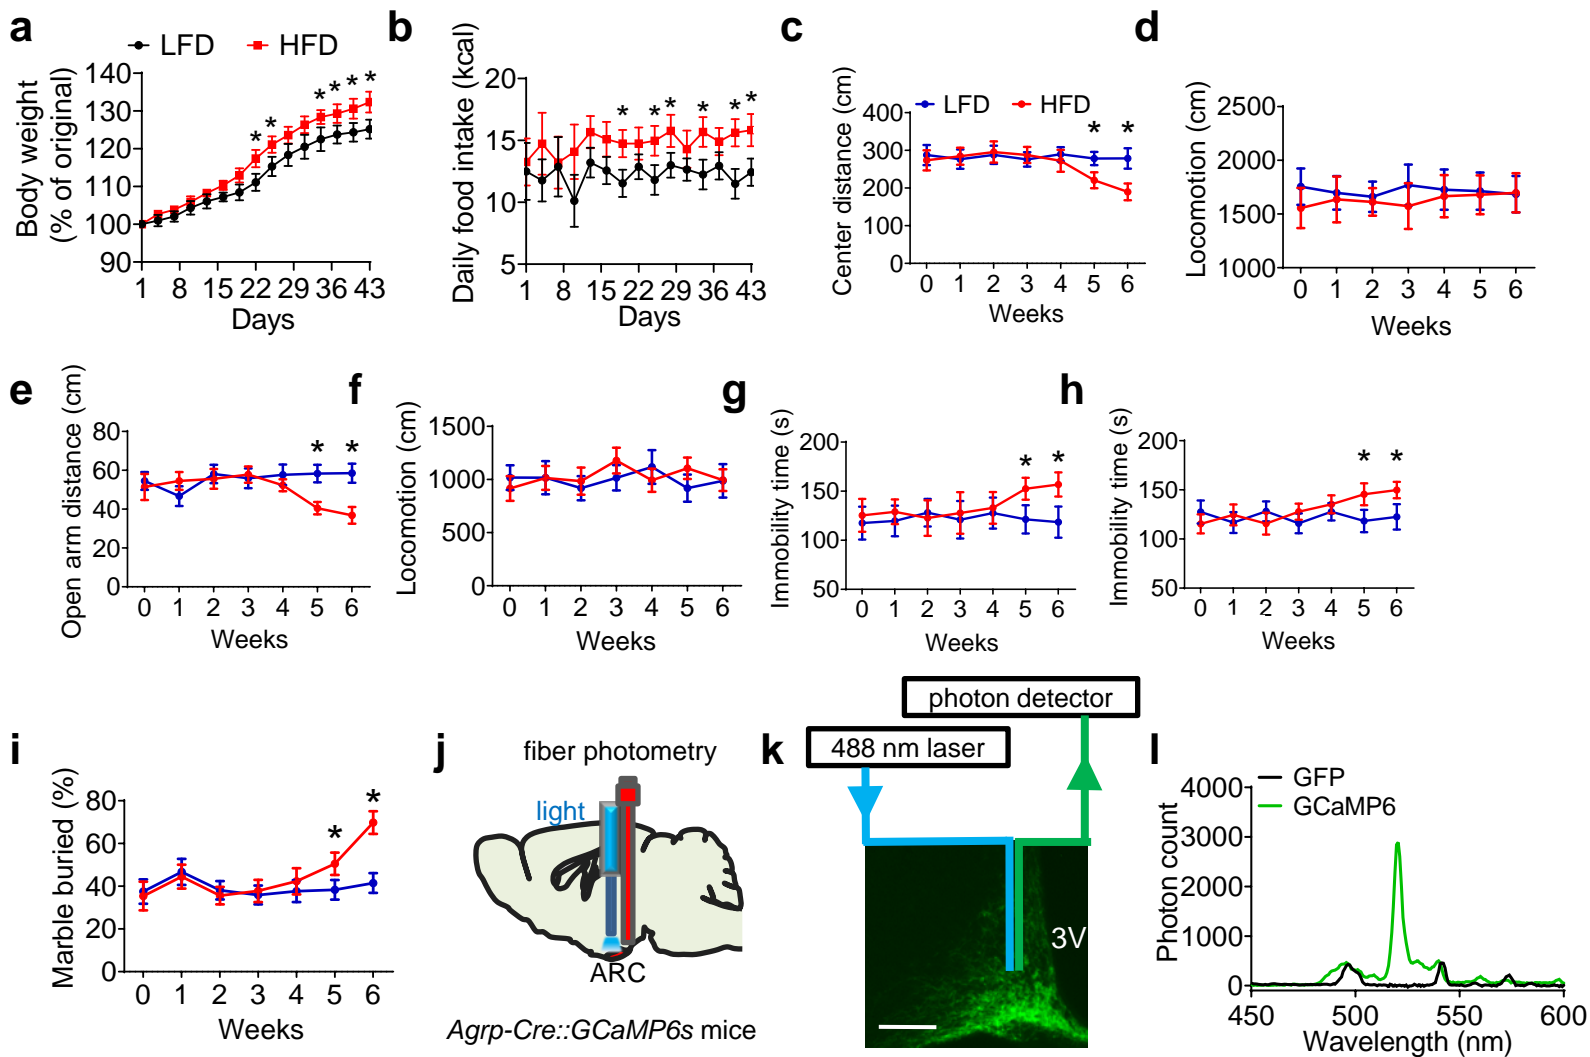 a
LFD
HFD
Body weight
(% of original)
140
130
120
110
100
90
*
*
*
*
*
*
1
8
15
22
29
36
43
Days
b
Daily food intake (kcal)
20
15
10
5
*
*
*
*
*
*
1
8
15
22
29
36
43
Days
c
LFD
HFD
Center distance (cm)
400
300
200
100
0
*
*
0
1
2
3
4
5
6
Weeks
d
Locomotion (cm)
2500
2000
1500
1000
0
1
2
3
4
5
6
Weeks
e
Open arm distance (cm)
80
60
40
20
0
*
*
0
1
2
3
4
5
6
Weeks
f
Locomotion (cm)
1500
1000
500
0
0
1
2
3
4
5
6
Weeks
g
Immobility time (s)
200
150
100
50
*
*
0
1
2
3
4
5
6
Weeks
h
Immobility time (s)
200
150
100
50
*
*
0
1
2
3
4
5
6
Weeks
i
Marble buried (%)
80
60
40
20
0
*
*
0
1
2
3
4
5
6
Weeks
j
fiber photometry
light
ARC
Agrp-Cre::GCaMP6s mice
k
photon detector
488 nm laser
3V
l
GFP
GCaMP6
Photon count
4000
3000
2000
1000
0
450
500
550
600
Wavelength (nm)